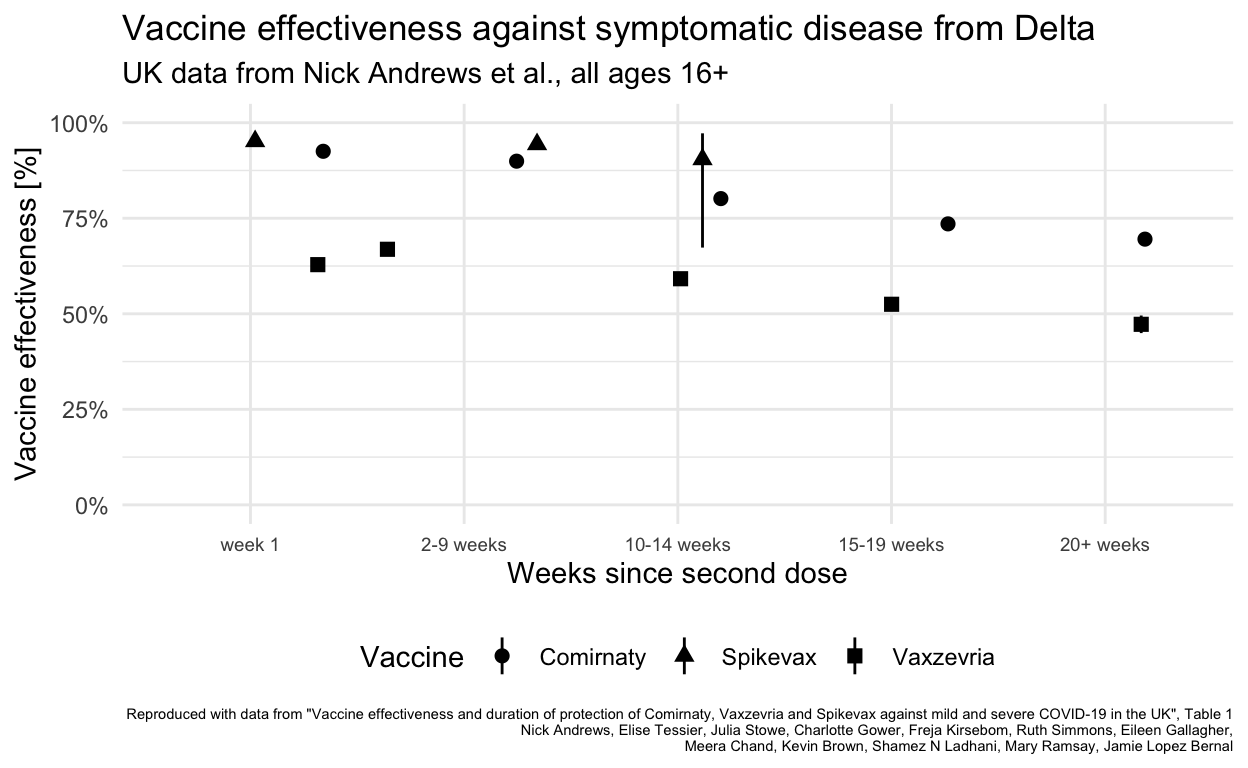 Vaccine effectiveness against symptomatic disease from Delta
UK data from Nick Andrews et al., all ages 16+
Vaccine effectiveness [%]
100%
75%
50%
25%
0%
week 1
2-9 weeks
10-14 weeks
15-19 weeks
20+ weeks
Weeks since second dose
Vaccine Comirnaty Spikevax Vaxzevria
Reproduced with data from "Vaccine effectiveness and duration of protection of Comirnaty, Vaxzevria and Spikevax against mild and severe COVID-19 in the UK", Table 1
Nick Andrews, Elise Tessier, Julia Stowe, Charlotte Gower, Freja Kirsebom, Ruth Simmons, Eileen Gallagher,
Meera Chand, Kevin Brown, Shamez N Ladhani, Mary Ramsay, Jamie Lopez Bernal